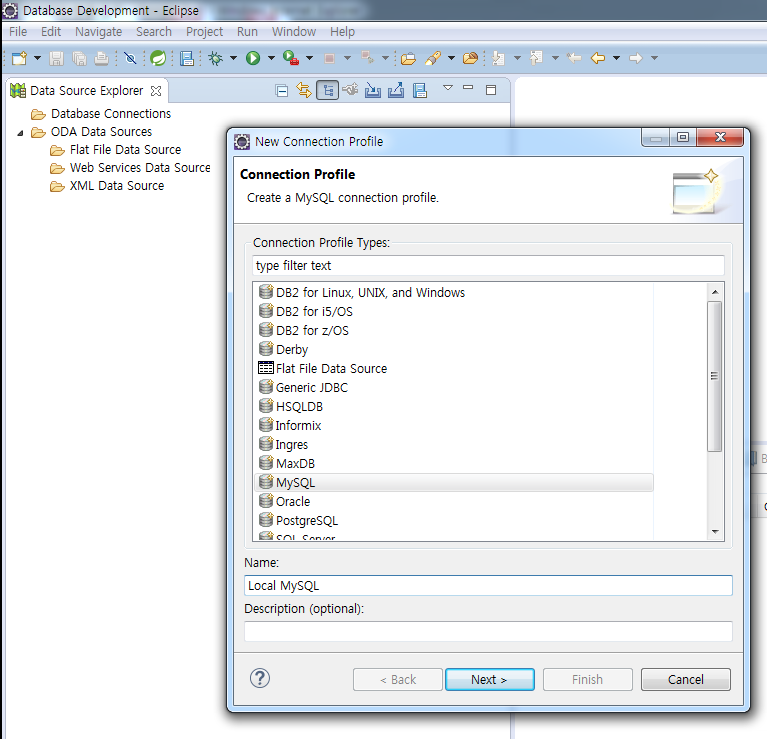 Database Development - Eclipse
File Edit Navigate Search Project Run Window Help
Data Source Explorer
Database Connections
ODA Data Sources
Flat File Data Source
Web Services Data Source
XML Data Source
New Connection Profile
Connection Profile
Create a MySQL connection profile.
Connection Profile Types:
type filter text
DB2 for Linux, UNIX, and Windows
DB2 for i5/OS
DB2 for z/OS
Derby
Flat File Data Source
Generic JDBC
HSQLDB
Informix
Ingres
MaxDB
MySQL
Oracle
PostgreSQL
SQL Server
Name:
Local MySQL
Description (optional):
< Back Next > Finish Cancel